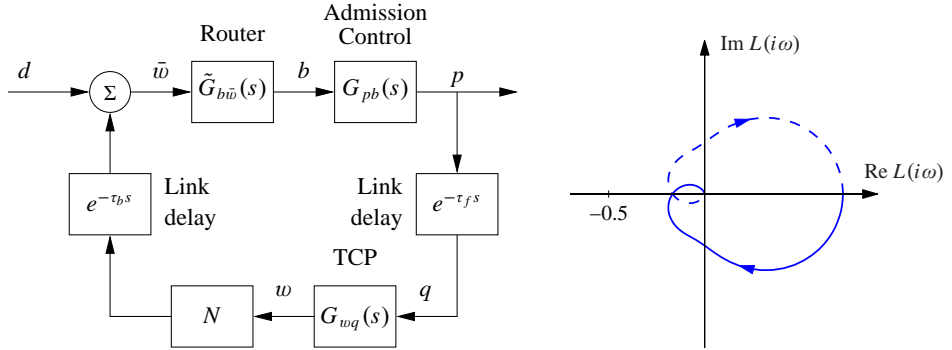 Admission
Control
Router
d
Σ
w̄
G̃_{bw̄}(s)
b
G_{pb}(s)
p
e^{−τ_b s}
Link
delay
Link
delay
e^{−τ_f s}
TCP
N
w
G_{wq}(s)
q
Im L(iω)
Re L(iω)
−0.5